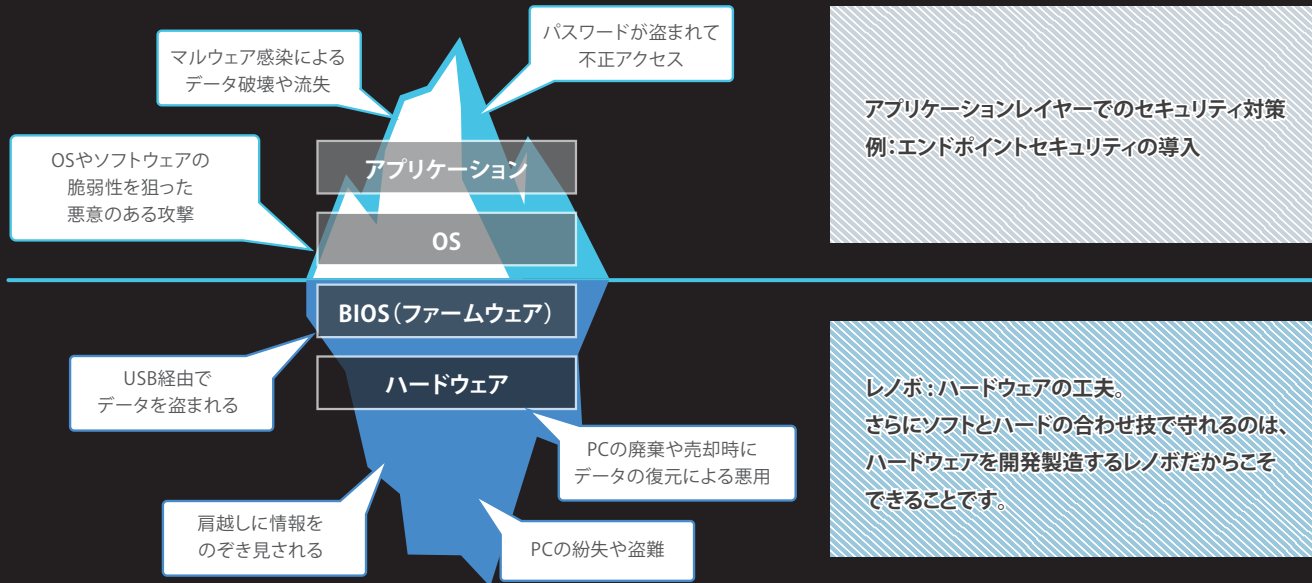 マルウェア感染による
データ破壊や流失
パスワードが盗まれて
不正アクセス
OSやソフトウェアの
脆弱性を狙った
悪意のある攻撃
アプリケーション
OS
アプリケーションレイヤーでのセキュリティ対策
例：エンドポイントセキュリティの導入
BIOS（ファームウェア）
ハードウェア
USB経由で
データを盗まれる
PCの廃棄や売却時に
データの復元による悪用
肩越しに情報を
のぞき見される
PCの紛失や盗難
レノボ：ハードウェアの工夫。
さらにソフトとハードの合わせ技で守れるのは、
ハードウェアを開発製造するレノボだからこそ
できることです。